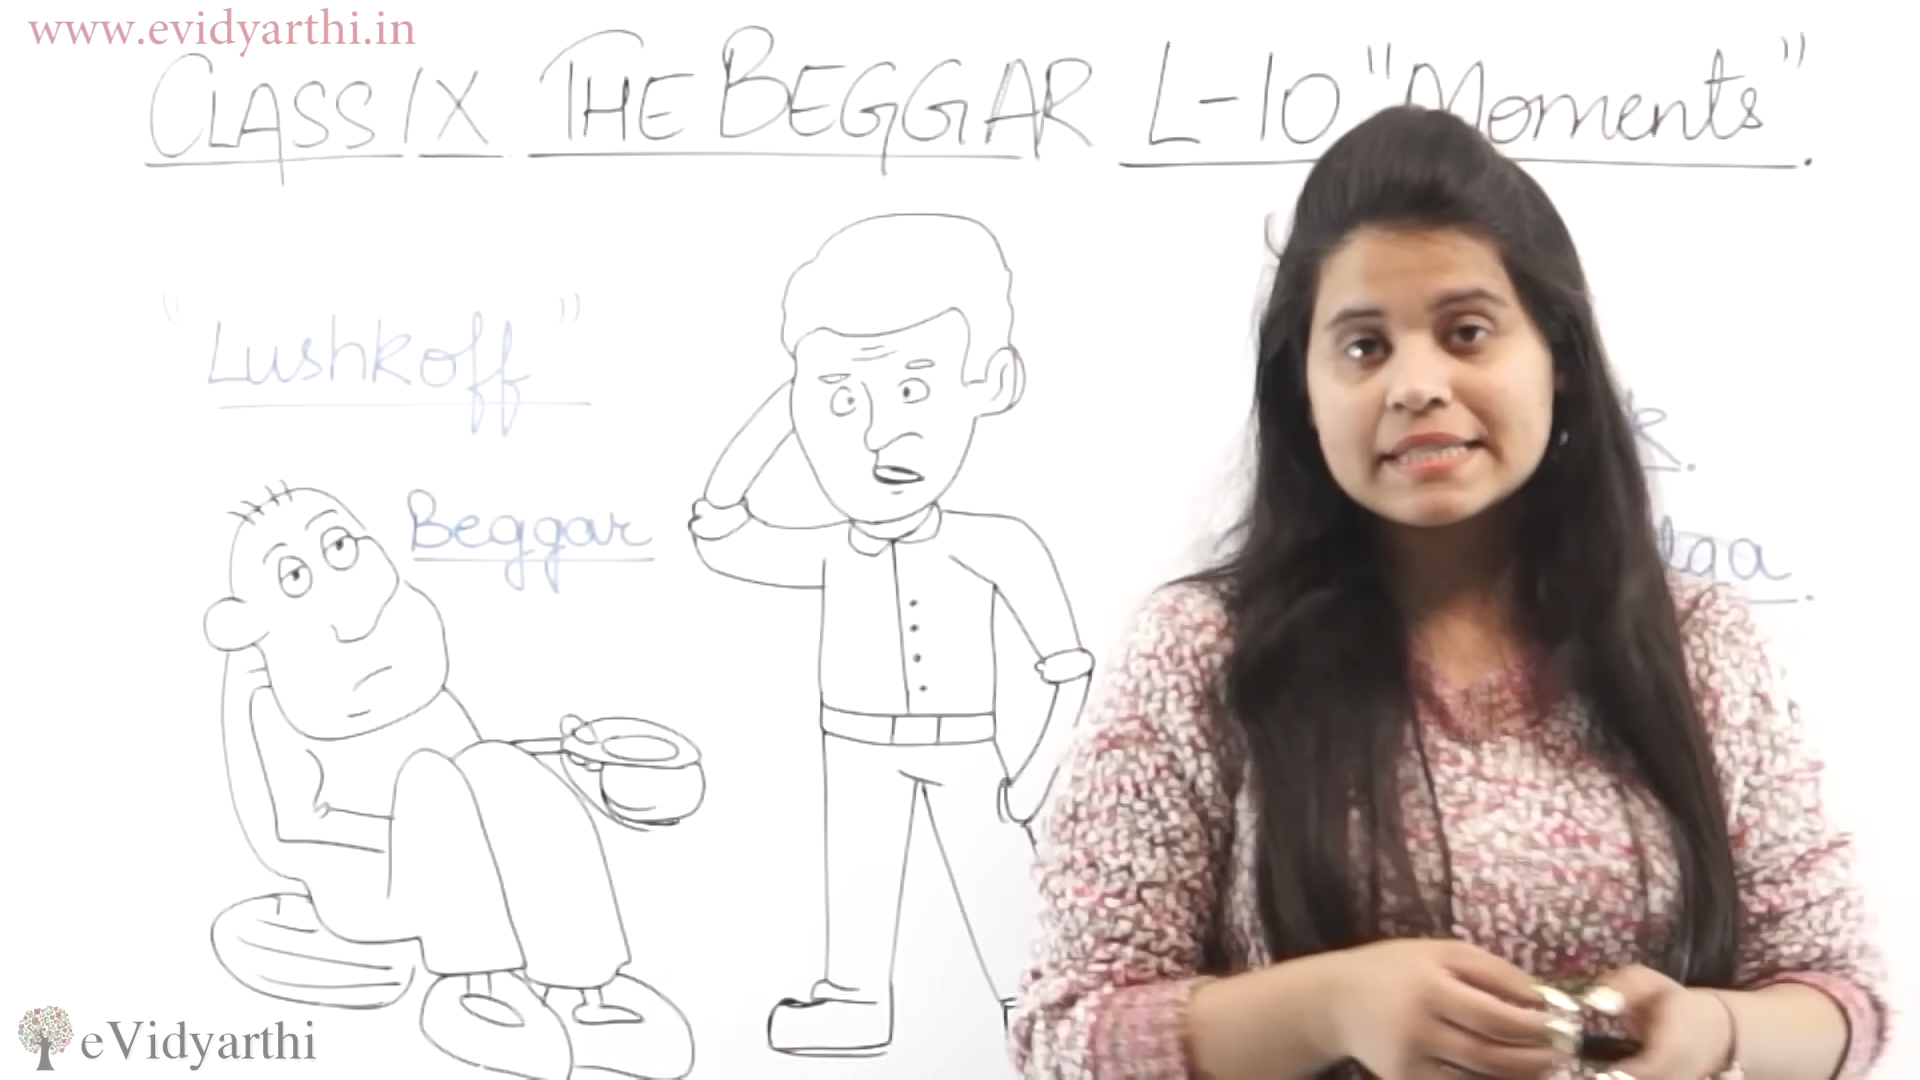 www.evidyarthi.in
CLASS IX THE BEGGAR L-10 "Moments".
"Lushkoff"
Beggar
eVidyarthi